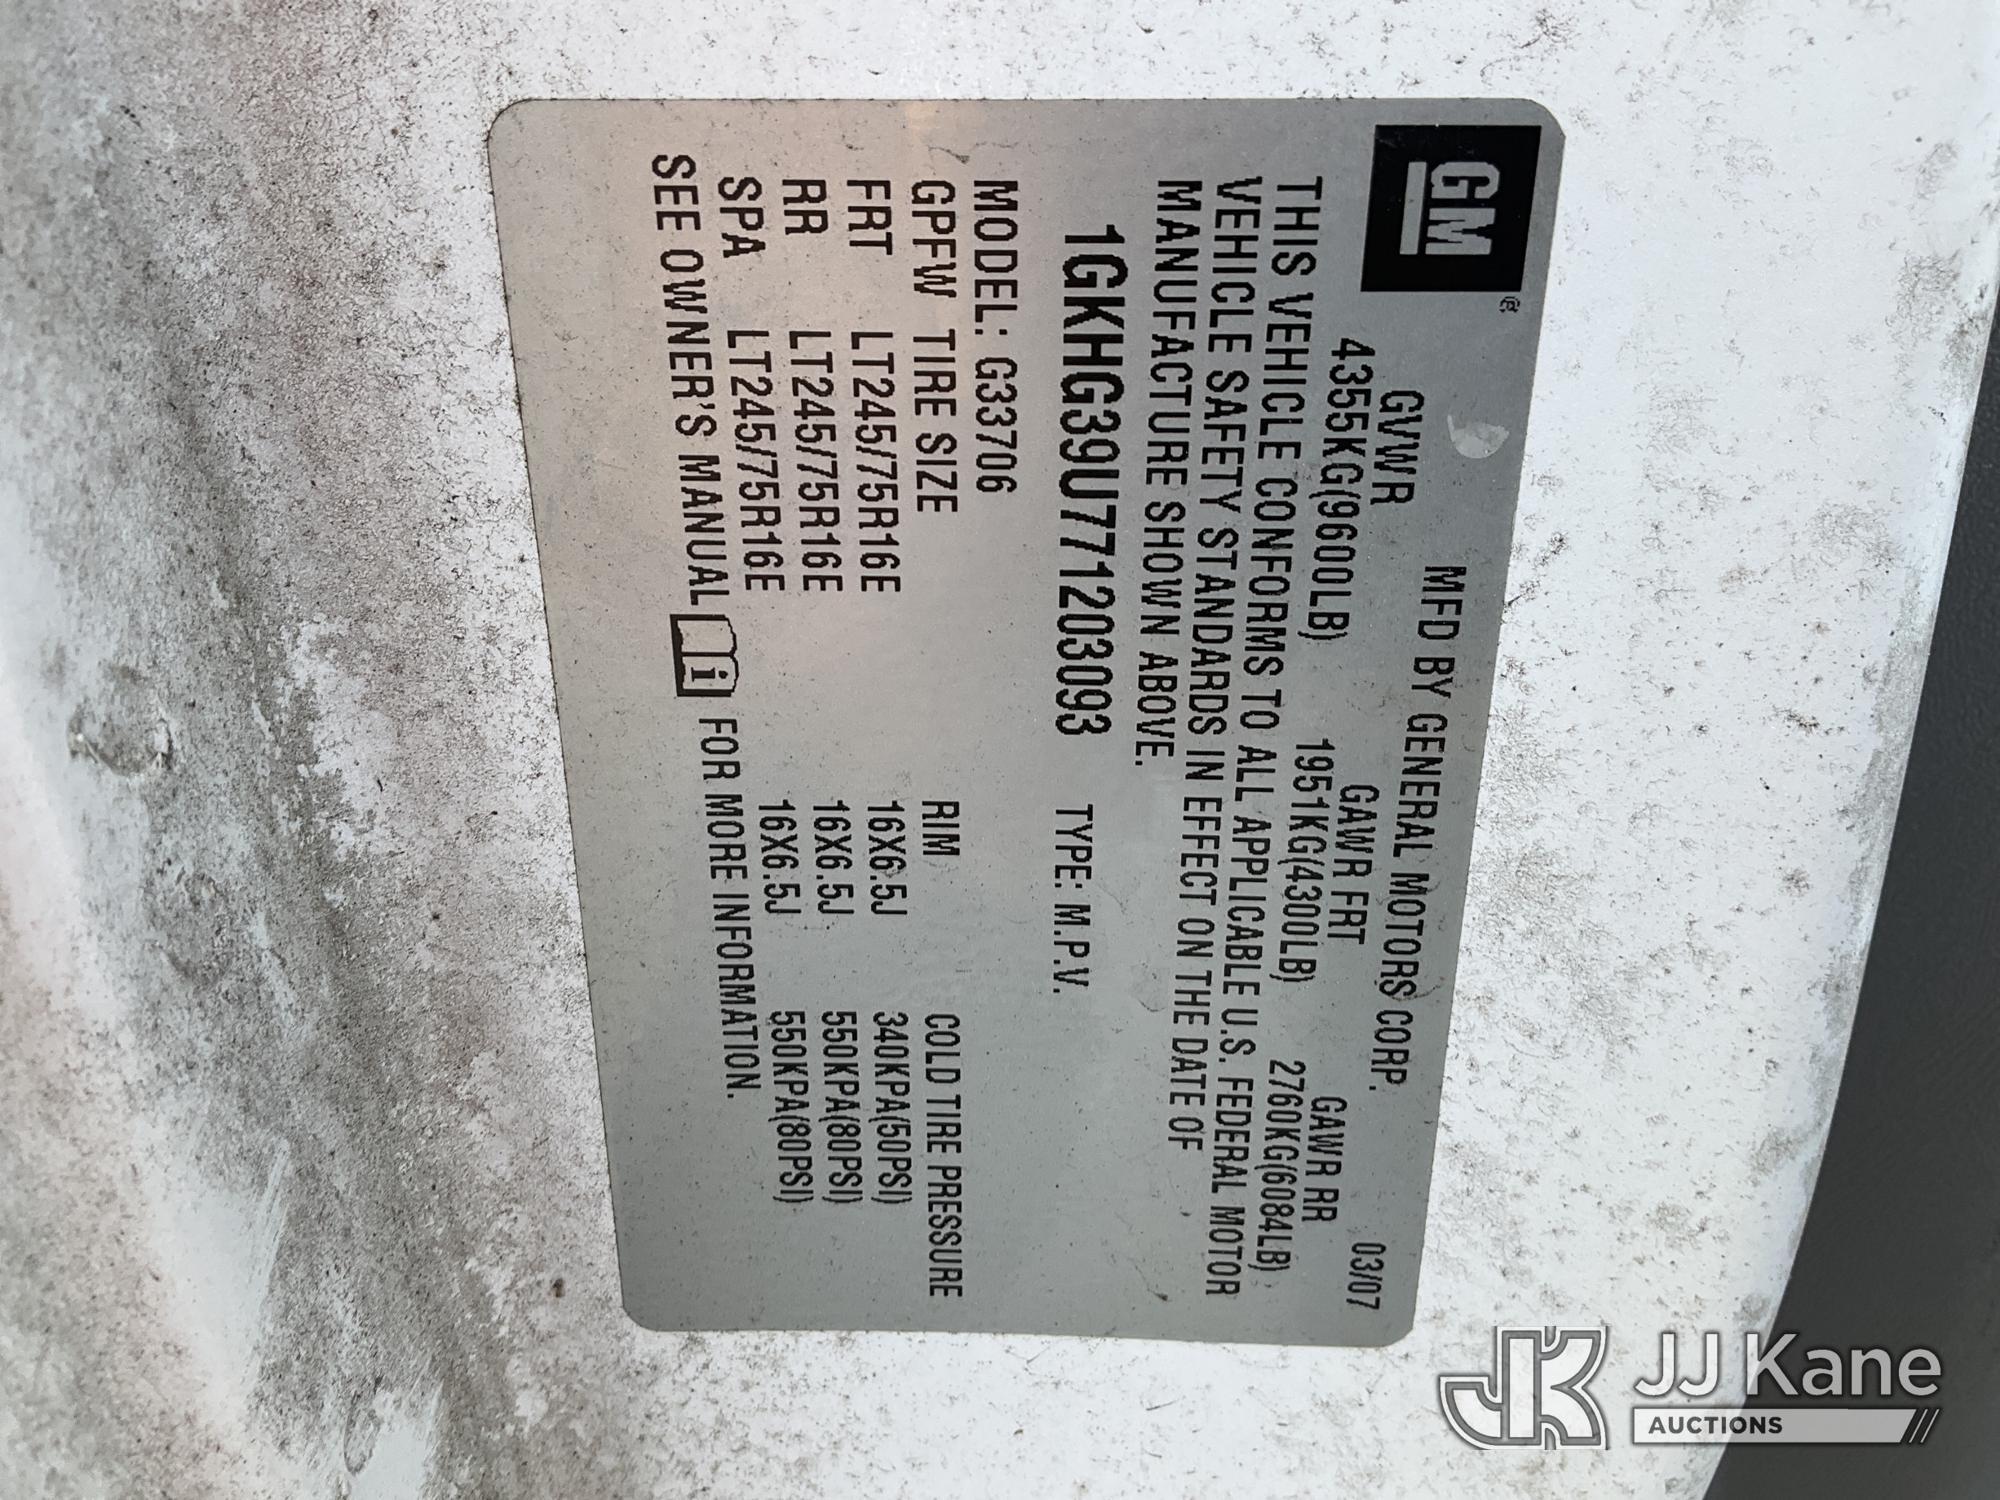 GM
MFD BY GENERAL MOTORS CORP. 03/07
GVWR GAWR FRT GAWR RR
4355KG(9600LB) 1951KG(4300LB) 2760KG(6084LB)
THIS VEHICLE CONFORMS TO ALL APPLICABLE U.S. FEDERAL MOTOR
VEHICLE SAFETY STANDARDS IN EFFECT ON THE DATE OF
MANUFACTURE SHOWN ABOVE.
1GKHG39U771203093 TYPE: M.P.V.
MODEL: G33706
GPFW TIRE SIZE RIM COLD TIRE PRESSURE
FRT LT245/75R16E 16X6.5J 340KPA(50PSI)
RR LT245/75R16E 16X6.5J 550KPA(80PSI)
SPA LT245/75R16E 16X6.5J 550KPA(80PSI)
SEE OWNER'S MANUAL i FOR MORE INFORMATION.
JK JJ Kane
AUCTIONS